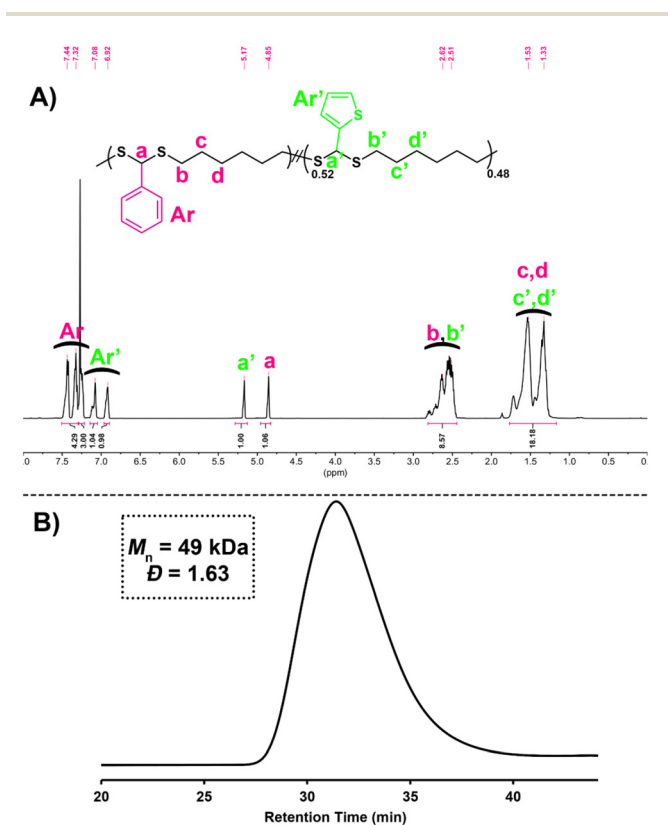 7.44 7.32 7.08 6.92 5.17 4.85 2.62 2.51 1.53 1.33
A)
Ar'
S
S a S c d S a' S b' d'
b c'
0.52 0.48
Ar
c,d
c',d'
Ar
Ar'
a' a
b,b'
4.29 3.00 1.04 0.98 1.00 1.06 8.57 18.18
.0 7.5 7.0 6.5 6.0 5.5 5.0 4.5 4.0 3.5 3.0 2.5 2.0 1.5 1.0 0.5 0.
(ppm)
B)
Mn = 49 kDa
Đ = 1.63
20 25 30 35 40
Retention Time (min)